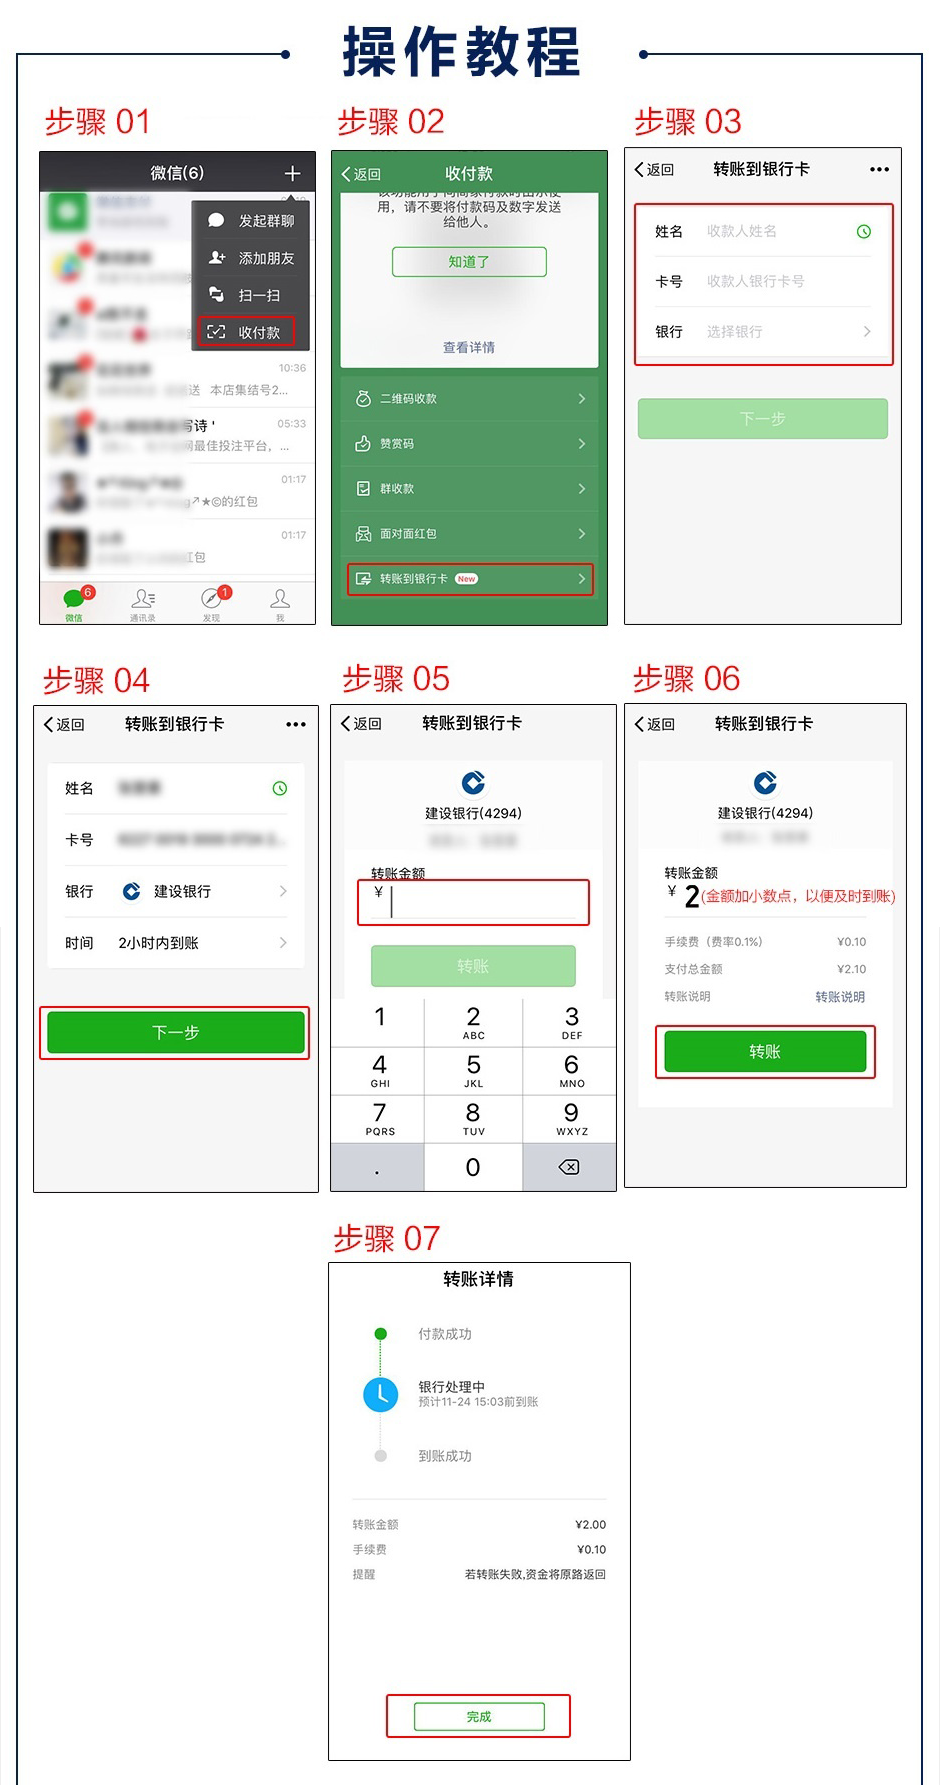 操作教程
步骤 01
微信(6)
发起群聊
添加朋友
扫一扫
收付款
10:36
送 本店集结号2...
05:33
写诗 '
网最佳投注平台，...
01:17
↗★©的红包
01:17
红包
6
1
微信
通讯录
发现
我
步骤 02
返回
收付款
用，请不要将付款码及数字发送
给他人。
知道了
查看详情
二维码收款
赞赏码
群收款
面对面红包
转账到银行卡 New
步骤 03
返回
转账到银行卡
姓名 收款人姓名
卡号 收款人银行卡号
银行 选择银行
下一步
步骤 04
返回
转账到银行卡
姓名
卡号
银行 建设银行
时间 2小时内到账
下一步
步骤 05
返回
转账到银行卡
建设银行(4294)
转账金额
¥
转账
1
2
ABC
3
DEF
4
GHI
5
JKL
6
MNO
7
PQRS
8
TUV
9
WXYZ
.
0
步骤 06
返回
转账到银行卡
建设银行(4294)
转账金额
¥ 2(金额加小数点，以便及时到账)
手续费（费率0.1%） ¥0.10
支付总金额 ¥2.10
转账说明 转账说明
转账
步骤 07
转账详情
付款成功
银行处理中
预计11-24 15:03前到账
到账成功
转账金额 ¥2.00
手续费 ¥0.10
提醒 若转账失败,资金将原路返回
完成